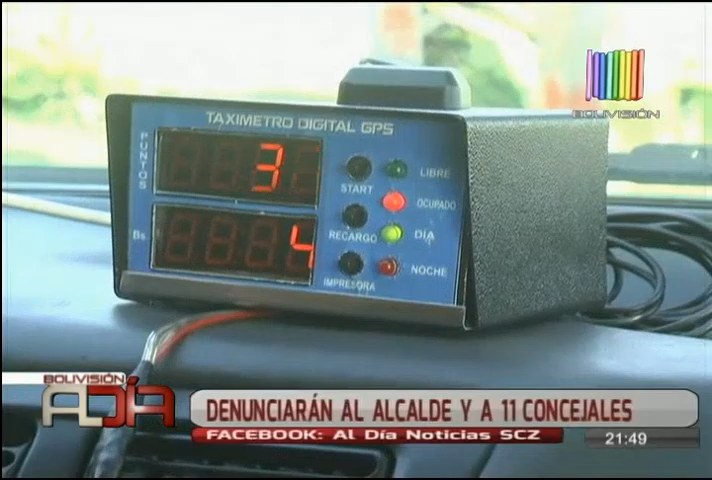 BOLIVISIÓN
TAXIMETRO DIGITAL GPS
PUNTOS
3
START
LIBRE
OCUPADO
Bs.
4
RECARGO
DIA
IMPRESORA
NOCHE
BOLIVISIÓN
AL DÍA
DENUNCIARÁN AL ALCALDE Y A 11 CONCEJALES
FACEBOOK: Al Día Noticias SCZ
21:49